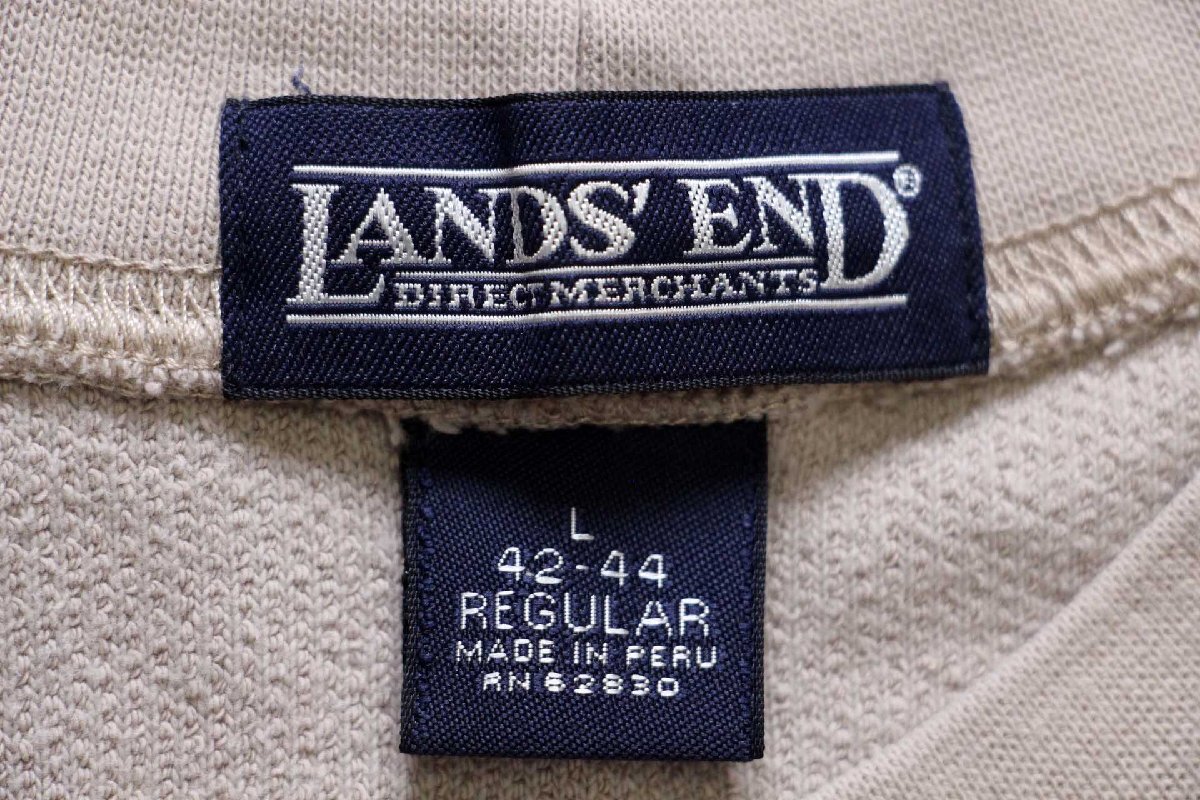 LANDS' END®
DIRECT MERCHANTS
L
42-44
REGULAR
MADE IN PERU
RN 62830